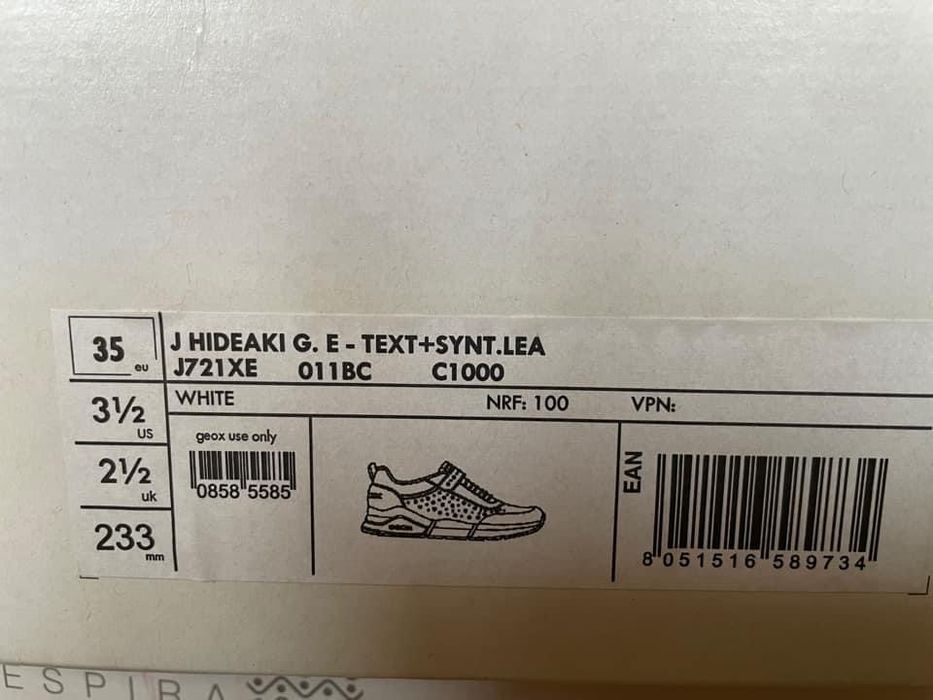 35 eu
J HIDEAKI G. E - TEXT+SYNT.LEA
J721XE 011BC C1000
3½ US
WHITE NRF: 100 VPN:
2½ uk
geox use only
0858 5585
233 mm
EAN
8 051516 589734
ESPIRA